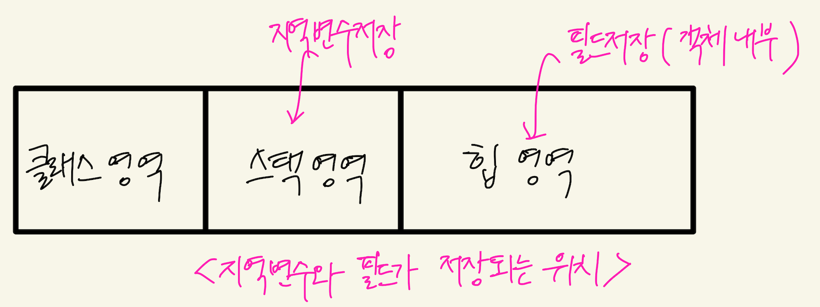 지역변수저장
필드저장(객체 내부)
클래스 영역
스택 영역
힙 영역
<지역변수와 필드가 저장되는 위치>